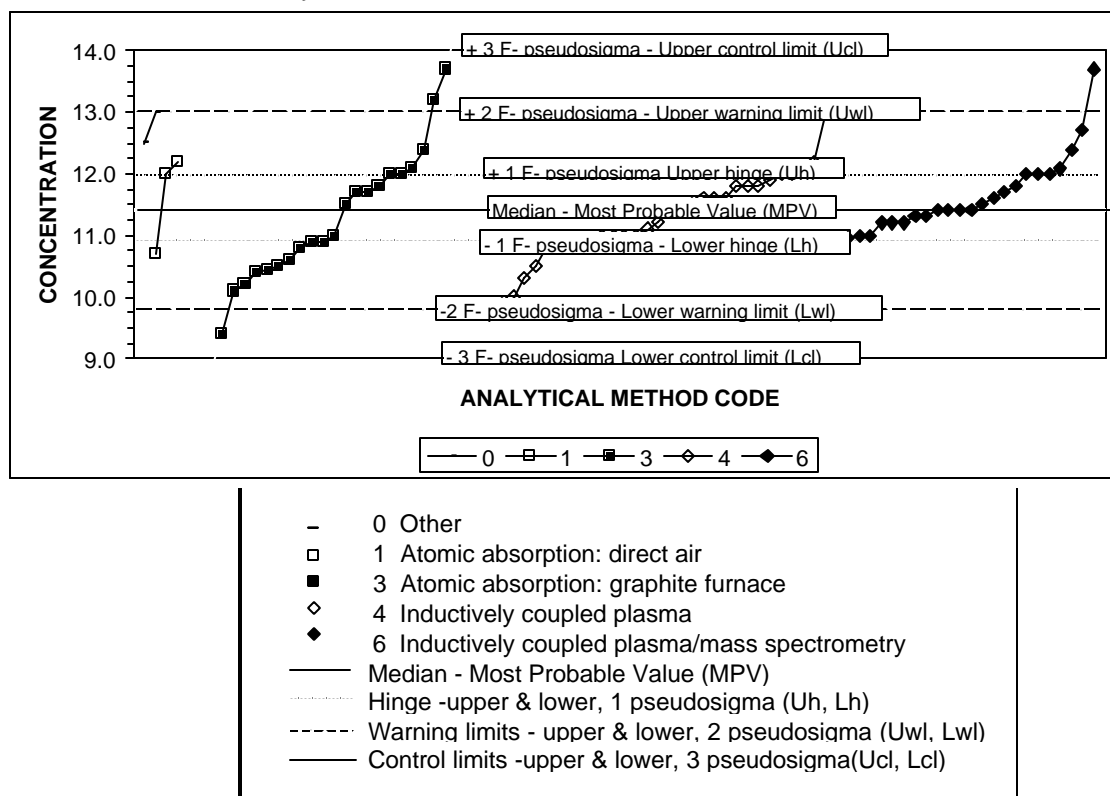 14.0
13.0
12.0
11.0
10.0
9.0
CONCENTRATION
+ 3 F- pseudosigma - Upper control limit (Ucl)
+ 2 F- pseudosigma - Upper warning limit (Uwl)
+ 1 F- pseudosigma Upper hinge (Uh)
Median - Most Probable Value (MPV)
- 1 F- pseudosigma - Lower hinge (Lh)
-2 F- pseudosigma - Lower warning limit (Lwl)
- 3 F- pseudosigma Lower control limit (Lcl)
ANALYTICAL METHOD CODE
0 1 3 4 6
0 Other
1 Atomic absorption: direct air
3 Atomic absorption: graphite furnace
4 Inductively coupled plasma
6 Inductively coupled plasma/mass spectrometry
Median - Most Probable Value (MPV)
Hinge -upper & lower, 1 pseudosigma (Uh, Lh)
Warning limits - upper & lower, 2 pseudosigma (Uwl, Lwl)
Control limits -upper & lower, 3 pseudosigma(Ucl, Lcl)